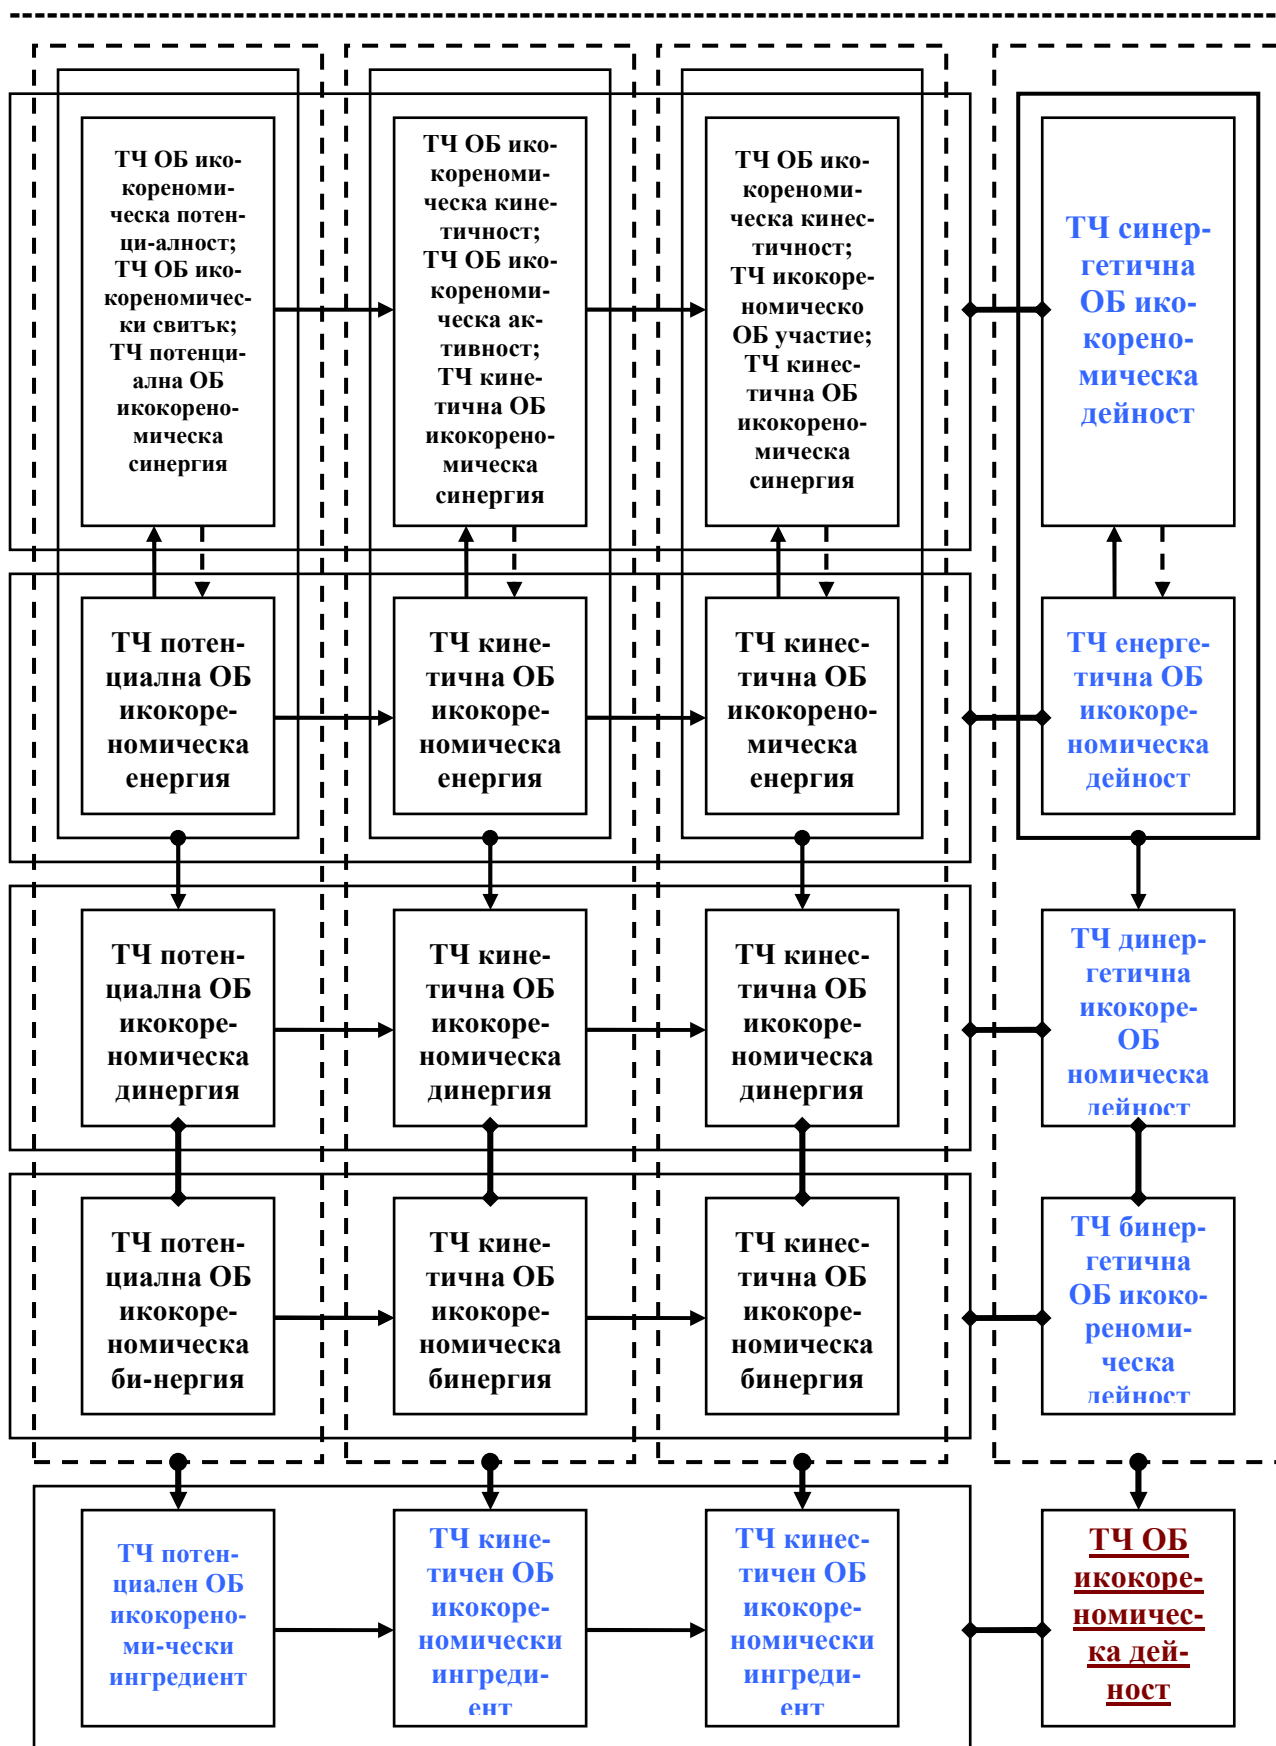 ТЧ ОБ ико-
кореноми-
ческа потен-
ци-алност;
ТЧ ОБ ико-
кореномичес-
ки свитък;
ТЧ потенци-
ална ОБ
икокорено-
мическа
синергия
ТЧ ОБ ико-
кореноми-
ческа кине-
тичност;
ТЧ ОБ ико-
кореноми-
ческа ак-
тивност;
ТЧ кине-
тична ОБ
икокорено-
мическа
синергия
ТЧ ОБ ико-
кореноми-
ческа кинес-
тичност;
ТЧ икокоре-
номическо
ОБ участие;
ТЧ кинес-
тична ОБ
икокорено-
мическа
синергия
ТЧ синер-
гетична
ОБ ико-
корено-
мическа
дейност
ТЧ потен-
циална ОБ
икокоре-
номическа
енергия
ТЧ кине-
тична ОБ
икокоре-
номическа
енергия
ТЧ кинес-
тична ОБ
икокорено-
мическа
енергия
ТЧ енерге-
тична ОБ
икокоре-
номическа
дейност
ТЧ потен-
циална ОБ
икокоре-
номическа
динергия
ТЧ кине-
тична ОБ
икокоре-
номическа
динергия
ТЧ кинес-
тична ОБ
икокоре-
номическа
динергия
ТЧ динер-
гетична
икокоре-
ОБ
номическа
дейност
ТЧ потен-
циална ОБ
икокоре-
номическа
би-нергия
ТЧ кине-
тична ОБ
икокоре-
номическа
бинергия
ТЧ кинес-
тична ОБ
икокоре-
номическа
бинергия
ТЧ бинер-
гетична
ОБ икоко-
реноми-
ческа
дейност
ТЧ потен-
циален ОБ
икокорено-
ми-чески
ингредиент
ТЧ кине-
тичен ОБ
икокоре-
номически
ингреди-
ент
ТЧ кинес-
тичен ОБ
икокоре-
номически
ингреди-
ент
ТЧ ОБ
икокоре-
номичес-
ка дей-
ност